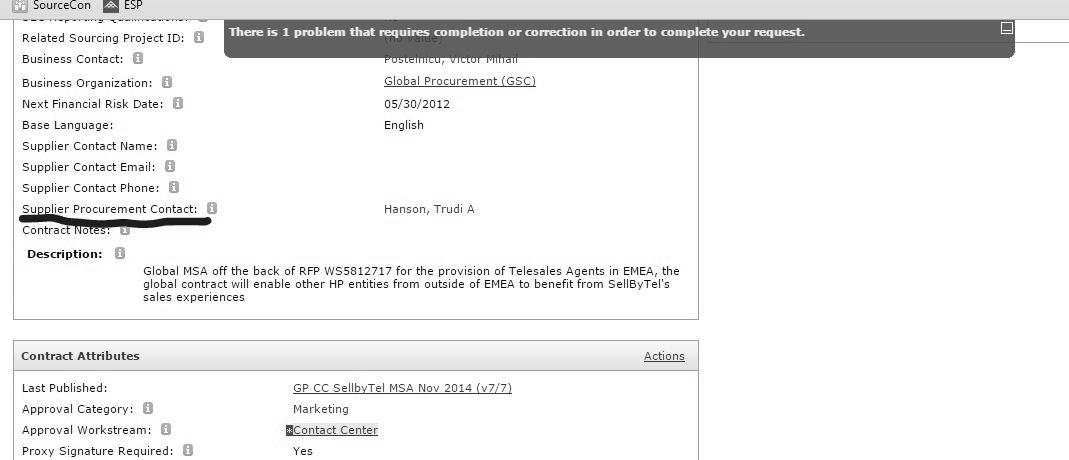 SourceCon ESP
There is 1 problem that requires completion or correction in order to complete your request.
Related Sourcing Project ID: (no value)
Business Contact: Postelnicu, Victor Mihail
Business Organization: Global Procurement (GSC)
Next Financial Risk Date: 05/30/2012
Base Language: English
Supplier Contact Name:
Supplier Contact Email:
Supplier Contact Phone:
Supplier Procurement Contact: Hanson, Trudi A
Contract Notes:
Description:
Global MSA off the back of RFP WS5812717 for the provision of Telesales Agents in EMEA, the
global contract will enable other HP entities from outside of EMEA to benefit from SellByTel's
sales experiences
Contract Attributes Actions
Last Published: GP CC SellbyTel MSA Nov 2014 (v7/7)
Approval Category: Marketing
Approval Workstream: *Contact Center
Proxy Signature Required: Yes